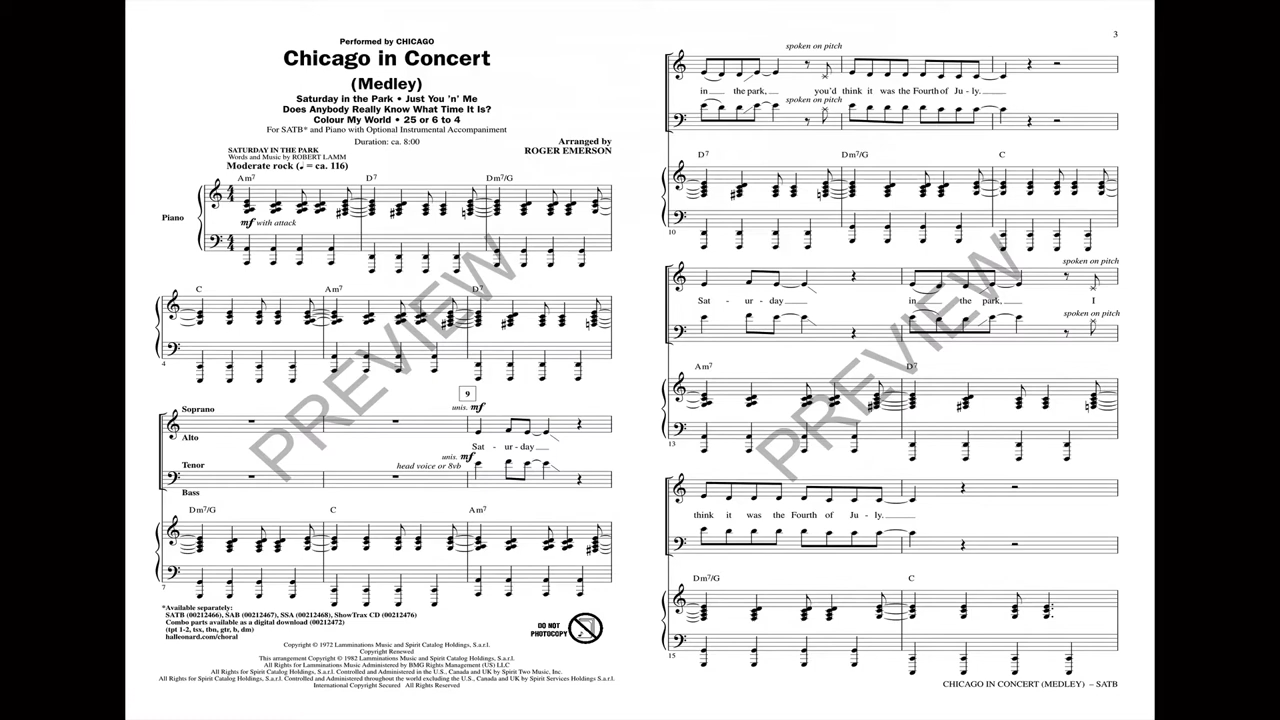 Performed by CHICAGO
Chicago in Concert
(Medley)
Saturday in the Park • Just You 'n' Me
Does Anybody Really Know What Time It Is?
Colour My World • 25 or 6 to 4
For SATB* and Piano with Optional Instrumental Accompaniment
Duration: ca. 8:00
Arranged by
ROGER EMERSON
SATURDAY IN THE PARK
Words and Music by ROBERT LAMM
Moderate rock (♩ = ca. 116)
Am7 D7 Dm7/G
Piano
mf with attack
C Am7 D7
4
9
Soprano
unis. mf
Alto
Sat - ur - day
unis. mf
Tenor
head voice or 8vb
Bass
Dm7/G C Am7
7
*Available separately:
SATB (00212466), SAB (00212467), SSA (00212468), ShowTrax CD (00212476)
Combo parts available as a digital download (00212472)
(tpt 1-2, tsx, tbn, gtr, b, dm)
halleonard.com/choral
DO NOT
PHOTOCOPY
Copyright © 1972 Lamminations Music and Spirit Catalog Holdings, S.a.r.l.
Copyright Renewed
This arrangement Copyright © 1982 Lamminations Music and Spirit Catalog Holdings, S.a.r.l.
All Rights for Lamminations Music Administered by BMG Rights Management (US) LLC
All Rights for Spirit Catalog Holdings, S.a.r.l. Controlled and Administered in the U.S., Canada and UK by Spirit Two Music, Inc.
All Rights for Spirit Catalog Holdings, S.a.r.l. Controlled and Administered throughout the world excluding the U.S., Canada and UK by Spirit Services Holdings S.a.r.l.
International Copyright Secured All Rights Reserved
PREVIEW
3
spoken on pitch
in the park, you'd think it was the Fourth of Ju - ly.
spoken on pitch
D7 Dm7/G C
10
spoken on pitch
Sat - ur - day in the park, I
spoken on pitch
Am7 D7
13
think it was the Fourth of Ju - ly.
Dm7/G C
15
CHICAGO IN CONCERT (MEDLEY) – SATB
PREVIEW